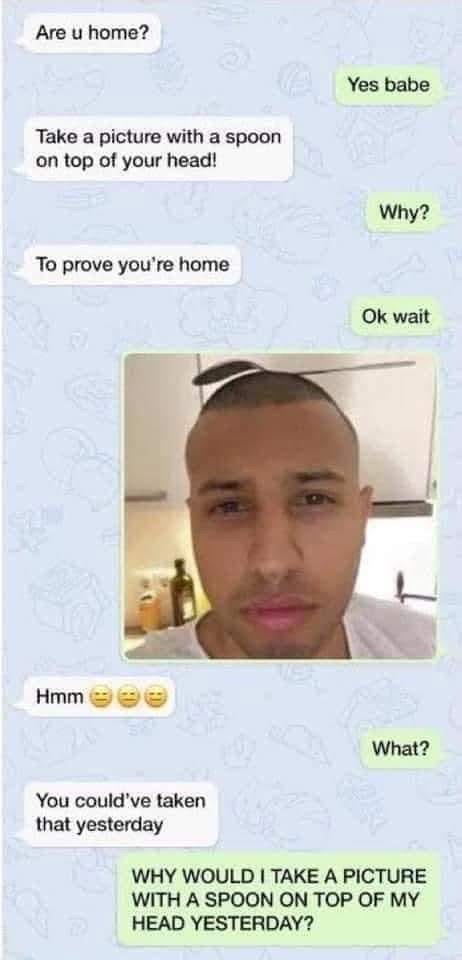 Are u home?
Yes babe
Take a picture with a spoon
on top of your head!
Why?
To prove you're home
Ok wait
Hmm 😑😑😑
What?
You could've taken
that yesterday
WHY WOULD I TAKE A PICTURE
WITH A SPOON ON TOP OF MY
HEAD YESTERDAY?